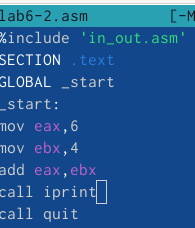 lab6-2.asm [-M
%include 'in_out.asm'
SECTION .text
GLOBAL _start
_start:
mov eax,6
mov ebx,4
add eax,ebx
call iprint
call quit